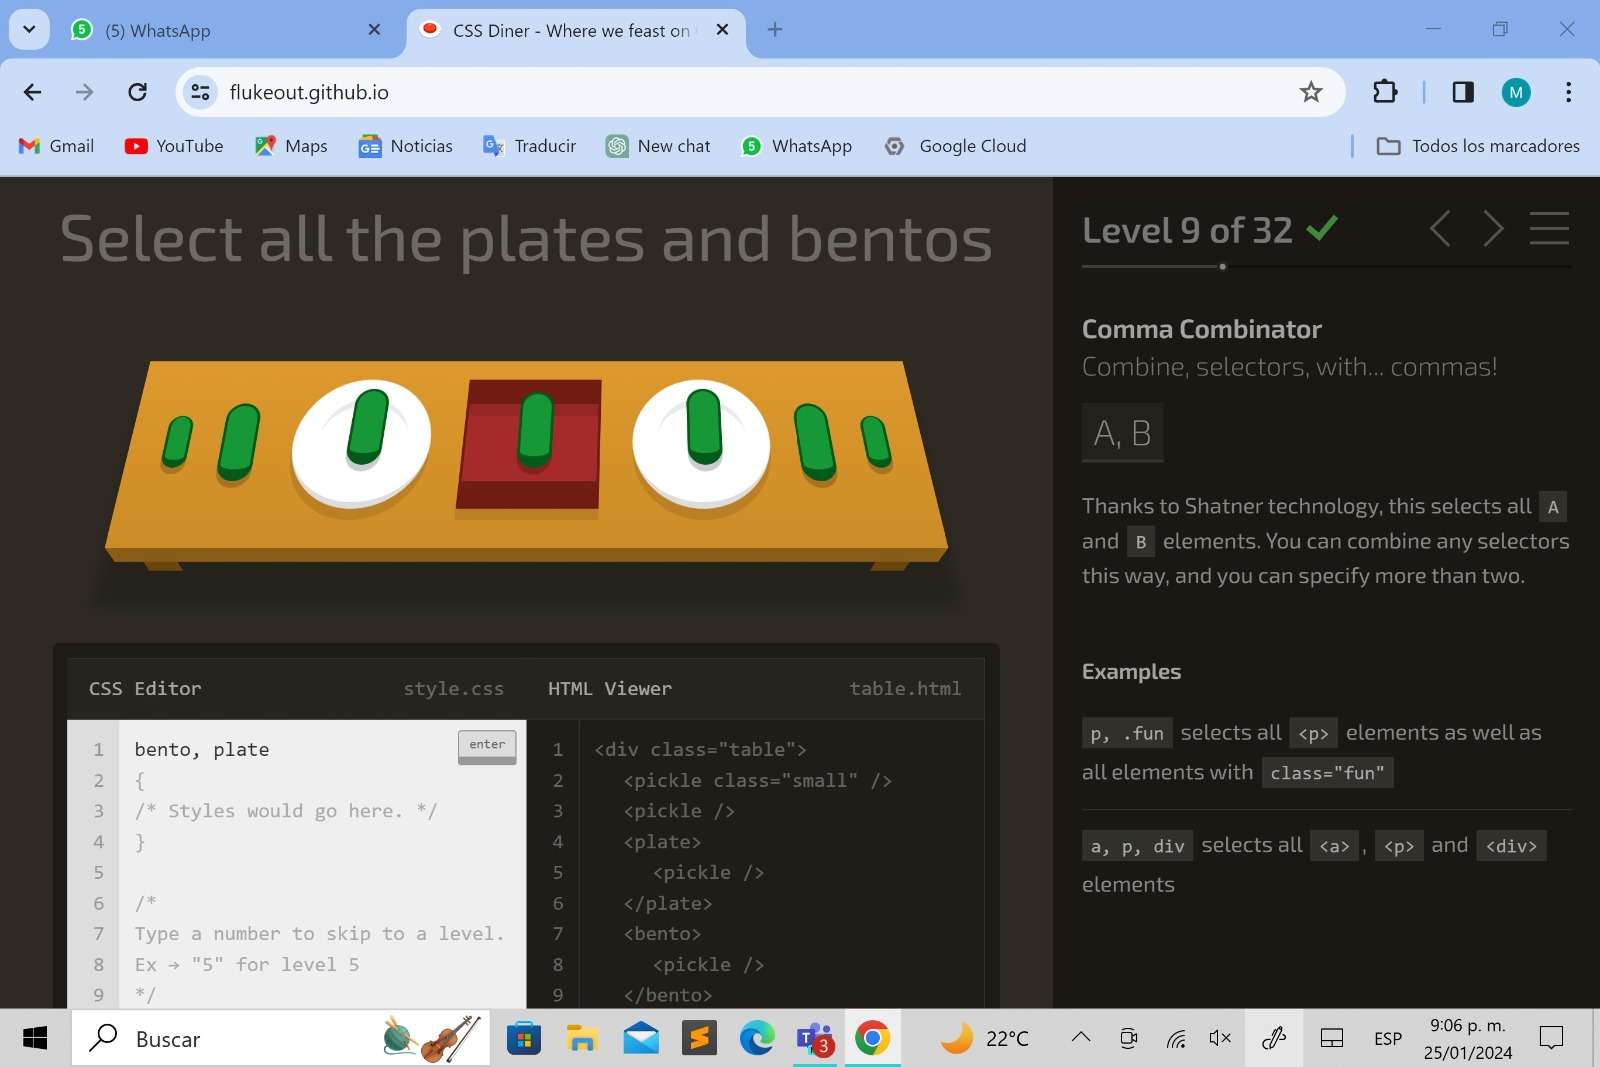 5 (5) WhatsApp
CSS Diner - Where we feast on
flukeout.github.io
M
Gmail YouTube Maps Noticias Traducir New chat WhatsApp Google Cloud Todos los marcadores
Select all the plates and bentos
Level 9 of 32
Comma Combinator
Combine, selectors, with... commas!
A, B
Thanks to Shatner technology, this selects all A
and B elements. You can combine any selectors
this way, and you can specify more than two.
Examples
p, .fun selects all <p> elements as well as
all elements with class="fun"
a, p, div selects all <a> , <p> and <div>
elements
CSS Editor style.css
1 bento, plate enter
2 {
3 /* Styles would go here. */
4 }
5
6 /*
7 Type a number to skip to a level.
8 Ex → "5" for level 5
9 */
HTML Viewer table.html
1 <div class="table">
2 <pickle class="small" />
3 <pickle />
4 <plate>
5 <pickle />
6 </plate>
7 <bento>
8 <pickle />
9 </bento>
Buscar
3
22°C
ESP
9:06 p. m.
25/01/2024